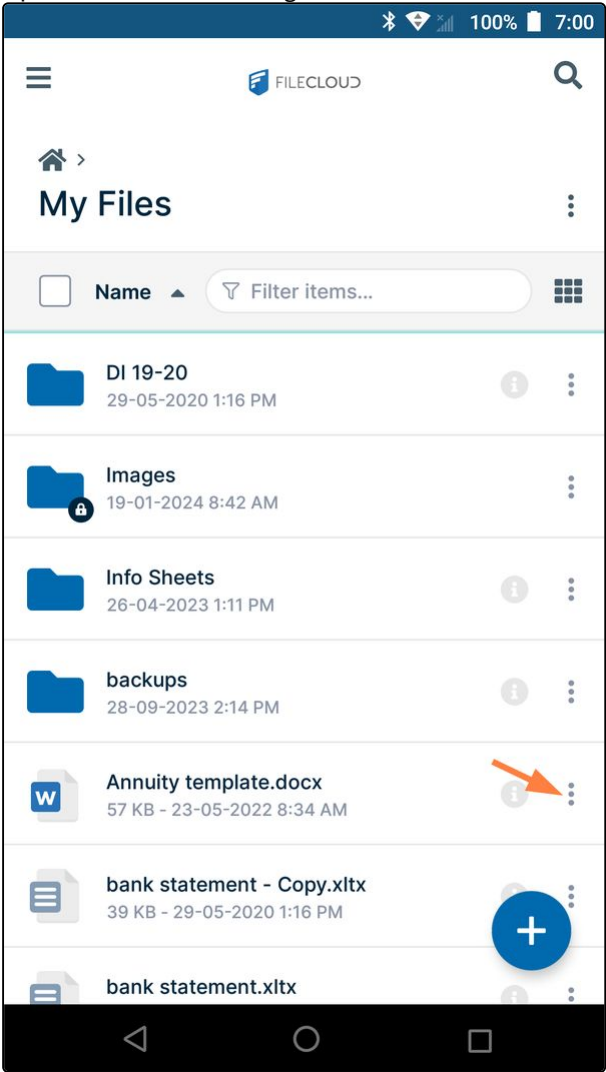 100% 7:00
FILECLOUD
My Files
Name Filter items...
DI 19-20
29-05-2020 1:16 PM
Images
19-01-2024 8:42 AM
Info Sheets
26-04-2023 1:11 PM
backups
28-09-2023 2:14 PM
W
Annuity template.docx
57 KB - 23-05-2022 8:34 AM
bank statement - Copy.xltx
39 KB - 29-05-2020 1:16 PM
bank statement.xltx